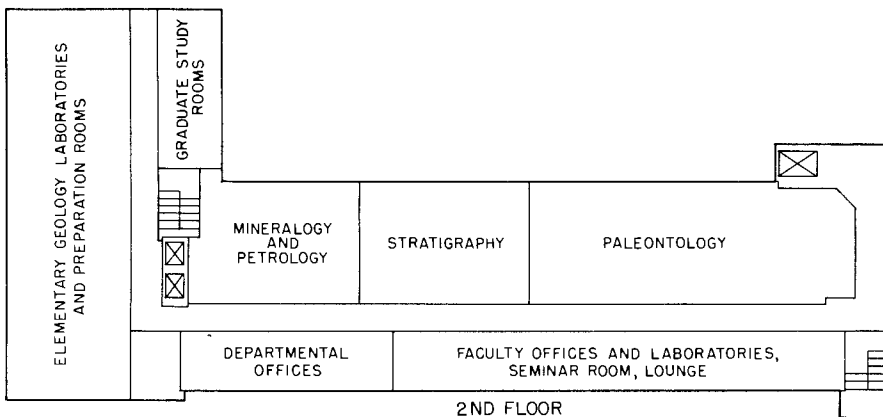 ELEMENTARY GEOLOGY LABORATORIES
AND PREPARATION ROOMS
GRADUATE STUDY
ROOMS
MINERALOGY
AND
PETROLOGY
STRATIGRAPHY
PALEONTOLOGY
DEPARTMENTAL
OFFICES
FACULTY OFFICES AND LABORATORIES,
SEMINAR ROOM, LOUNGE
2ND FLOOR